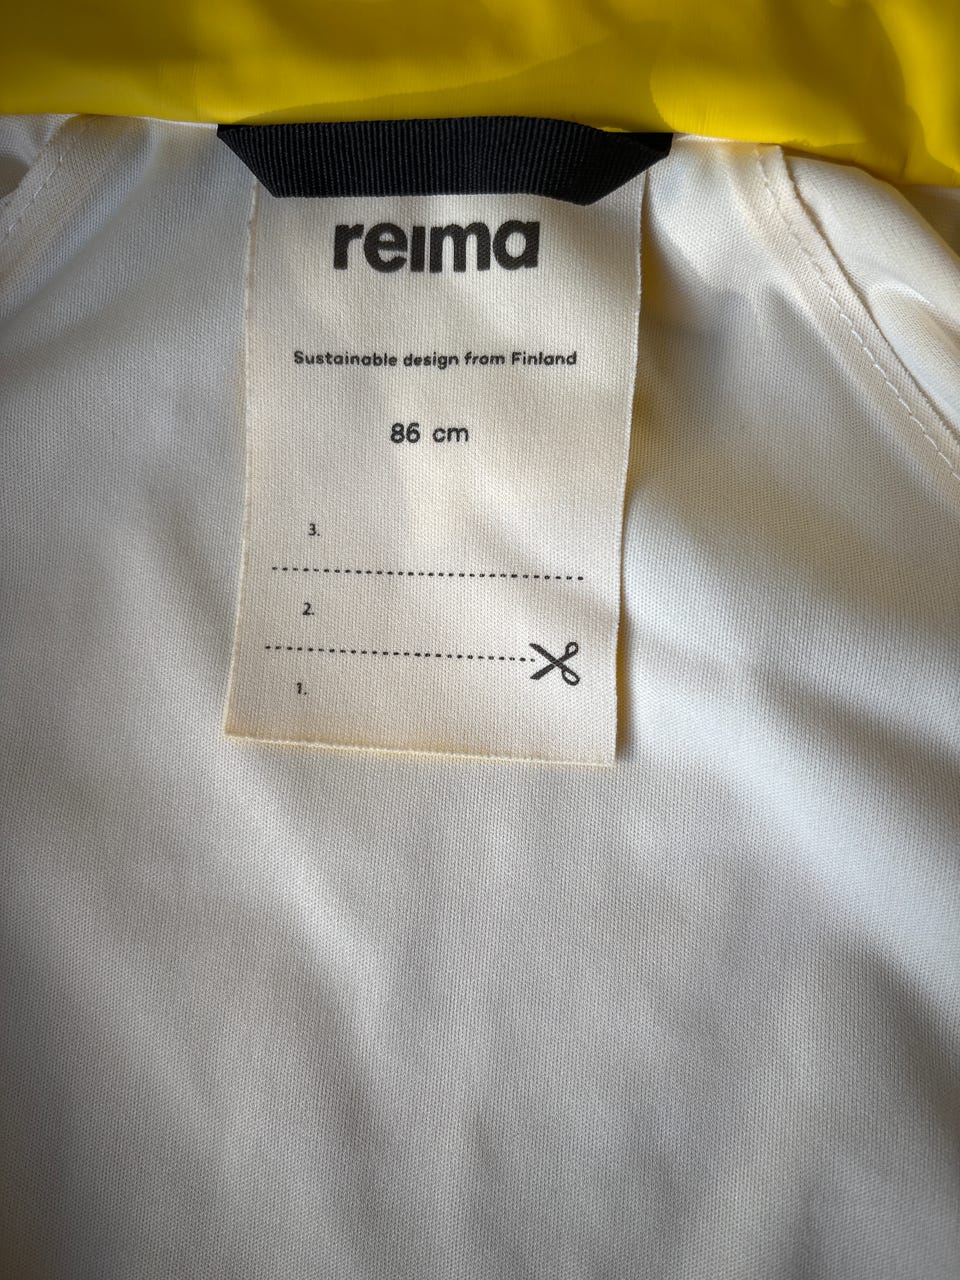 reima
Sustainable design from Finland
86 cm
3.
2.
1.